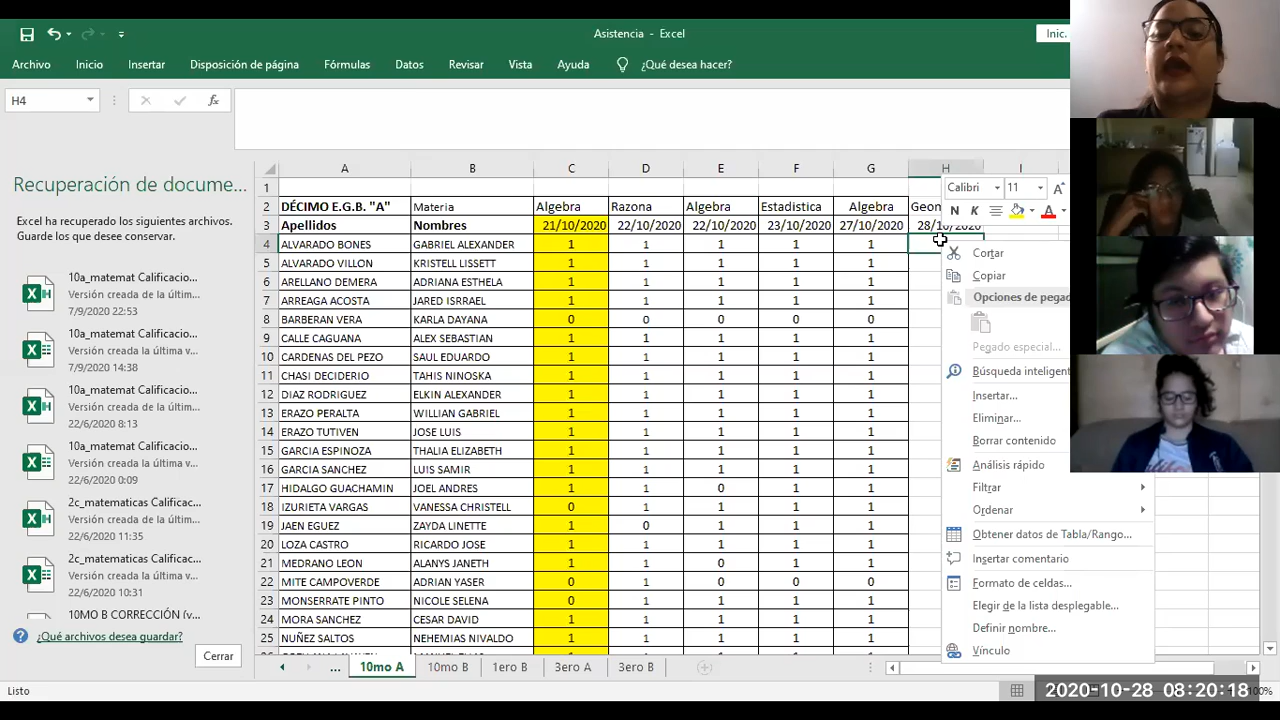 Asistencia - Excel
Inic.
Archivo Inicio Insertar Disposición de página Fórmulas Datos Revisar Vista Ayuda ¿Qué desea hacer?
H4 fx
Recuperación de docume...
Excel ha recuperado los siguientes archivos.
Guarde los que desee conservar.
10a_matemat Calificacio...
Versión creada de la últim...
7/9/2020 22:53
10a_matemat Calificacio...
Versión creada de la última v...
7/9/2020 14:38
10a_matemat Calificacio...
Versión creada de la última v...
22/6/2020 8:13
10a_matemat Calificacio...
Versión creada de la última v...
22/6/2020 0:09
2c_matematicas Calificac...
Versión creada de la última v...
22/6/2020 11:35
2c_matematicas Calificac...
Versión creada de la última v...
22/6/2020 10:31
10MO B CORRECCIÓN (v...
¿Qué archivos desea guardar?
Cerrar
A B C D E F G H I
1
2 DÉCIMO E.G.B. "A" Materia Algebra Razona Algebra Estadistica Algebra Geom
3 Apellidos Nombres 21/10/2020 22/10/2020 22/10/2020 23/10/2020 27/10/2020 28/10/2020
4 ALVARADO BONES GABRIEL ALEXANDER 1 1 1 1 1
5 ALVARADO VILLON KRISTELL LISSETT 1 1 1 1 1
6 ARELLANO DEMERA ADRIANA ESTHELA 1 1 1 1 1
7 ARREAGA ACOSTA JARED ISRRAEL 1 1 1 1 1
8 BARBERAN VERA KARLA DAYANA 0 0 0 0 0
9 CALLE CAGUANA ALEX SEBASTIAN 1 1 1 1 1
10 CARDENAS DEL PEZO SAUL EDUARDO 1 1 1 1 1
11 CHASI DECIDERIO TAHIS NINOSKA 1 1 1 1 1
12 DIAZ RODRIGUEZ ELKIN ALEXANDER 1 1 1 1 1
13 ERAZO PERALTA WILLIAN GABRIEL 1 1 1 1 1
14 ERAZO TUTIVEN JOSE LUIS 1 1 1 1 1
15 GARCIA ESPINOZA THALIA ELIZABETH 1 1 1 1 1
16 GARCIA SANCHEZ LUIS SAMIR 1 1 1 1 1
17 HIDALGO GUACHAMIN JOEL ANDRES 1 1 0 1 1
18 IZURIETA VARGAS VANESSA CHRISTELL 0 1 1 1 1
19 JAEN EGUEZ ZAYDA LINETTE 1 0 1 1 1
20 LOZA CASTRO RICARDO JOSE 1 1 1 1 1
21 MEDRANO LEON ALANYS JANETH 1 1 0 1 1
22 MITE CAMPOVERDE ADRIAN YASER 0 1 0 0 0
23 MONSERRATE PINTO NICOLE SELENA 0 1 1 1 1
24 MORA SANCHEZ CESAR DAVID 1 1 1 1 1
25 NUÑEZ SALTOS NEHEMIAS NIVALDO 1 1 1 1 1
Calibri 11 A
N K A
Cortar
Copiar
Opciones de pegad
Pegado especial...
Búsqueda inteligent
Insertar...
Eliminar...
Borrar contenido
Análisis rápido
Filtrar
Ordenar
Obtener datos de Tabla/Rango...
Insertar comentario
Formato de celdas...
Elegir de la lista desplegable...
Definir nombre...
Vínculo
... 10mo A 10mo B 1ero B 3ero A 3ero B
Listo
100%
2020-10-28 08:20:18